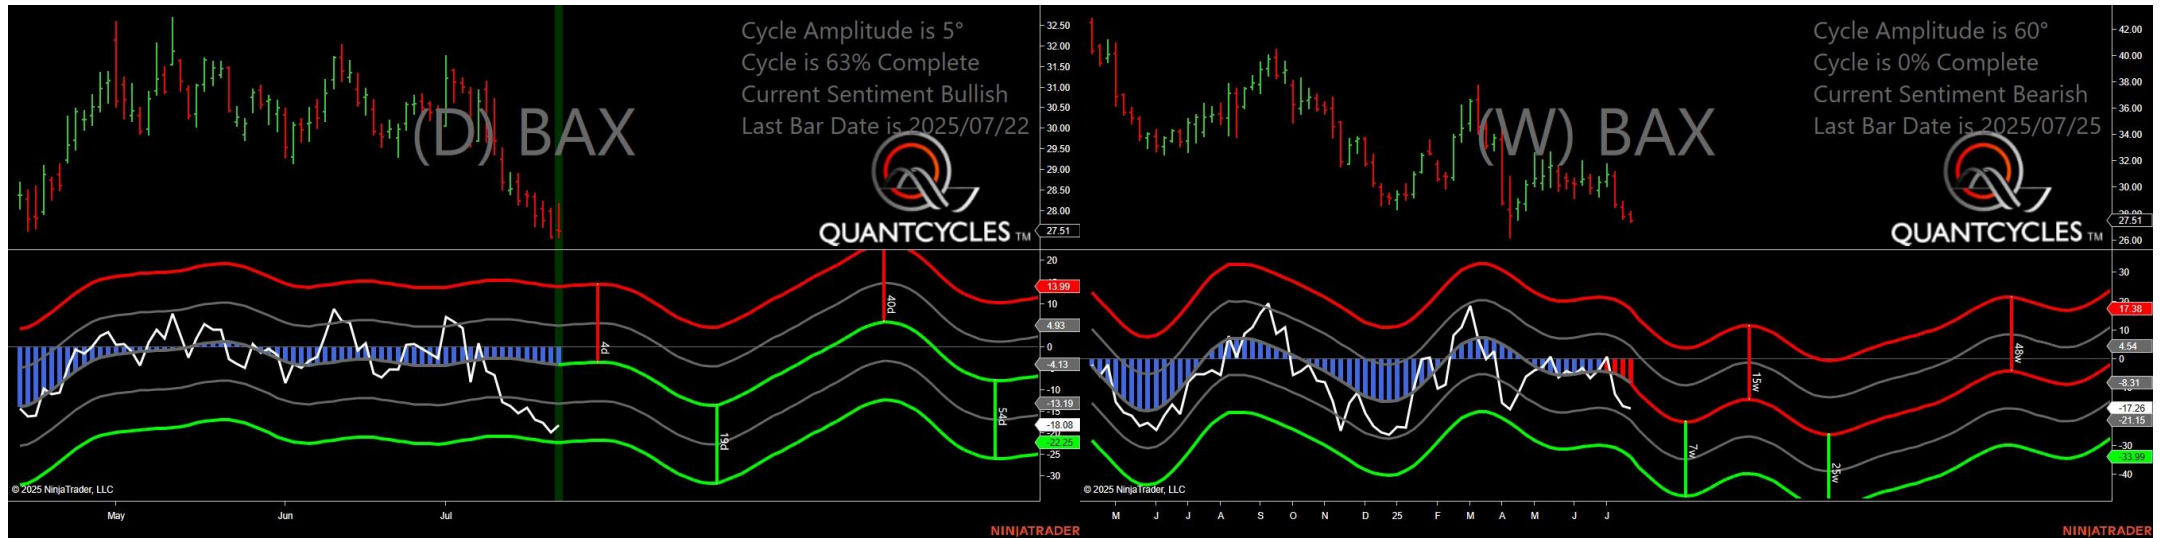 Cycle Amplitude is 5°
Cycle is 63% Complete
Current Sentiment Bullish
Last Bar Date is 2025/07/22
(D) BAX
QUANTCYCLES TM
32.50
32.00
31.50
31.00
30.50
30.00
29.50
29.00
28.50
28.00
27.51
20
13.99
10
4.93
0
-4.13
-10
-13.19
-18.08
-22.25
-25
-30
4d
19d
40d
54d
© 2025 NinjaTrader, LLC
May Jun Jul
NINJATRADER
Cycle Amplitude is 60°
Cycle is 0% Complete
Current Sentiment Bearish
Last Bar Date is 2025/07/25
(W) BAX
QUANTCYCLES TM
42.00
40.00
38.00
36.00
34.00
32.00
30.00
28.00
27.51
26.00
30
20
17.38
10
4.54
0
-8.31
-17.26
-21.15
-30
-33.99
-40
7w
15w
25w
48w
© 2025 NinjaTrader, LLC
M J J A S O N D 25 F M A M J J
NINJATRADER